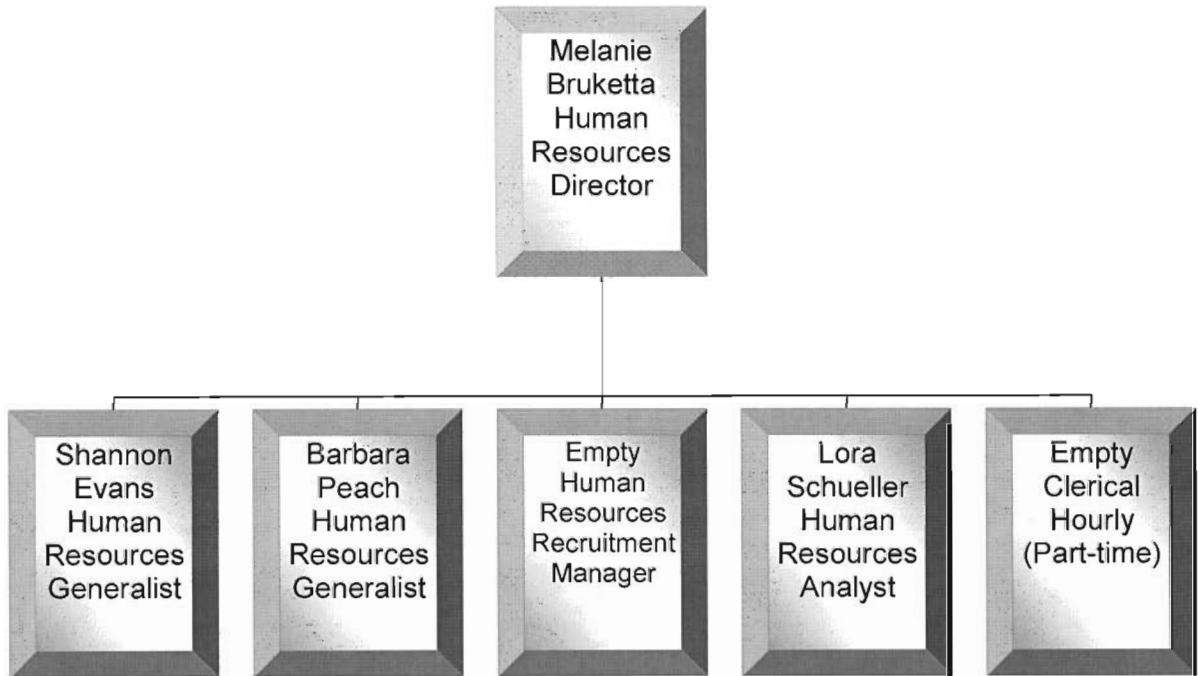 Melanie
Bruketta
Human
Resources
Director
Shannon
Evans
Human
Resources
Generalist
Barbara
Peach
Human
Resources
Generalist
Empty
Human
Resources
Recruitment
Manager
Lora
Schueller
Human
Resources
Analyst
Empty
Clerical
Hourly
(Part-time)